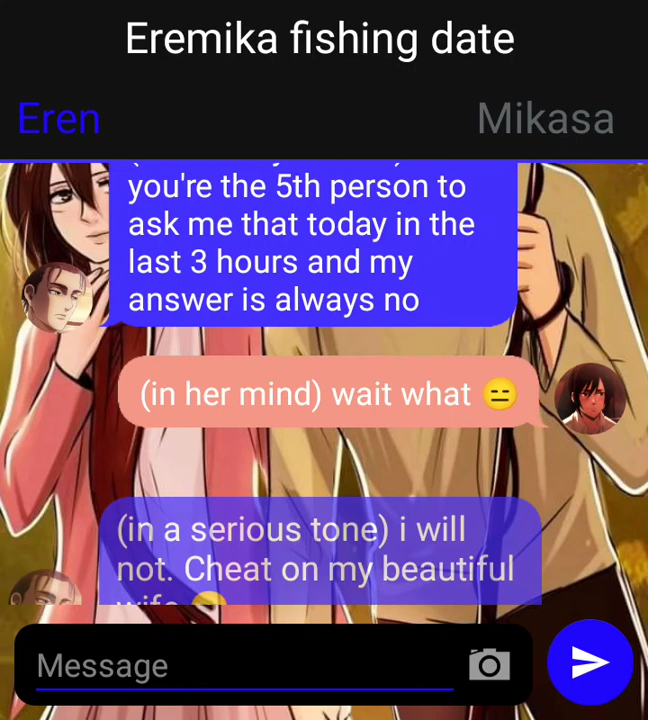 Eremika fishing date
Eren
Mikasa
you're the 5th person to
ask me that today in the
last 3 hours and my
answer is always no
(in her mind) wait what 😑
(in a serious tone) i will
not. Cheat on my beautiful
Message